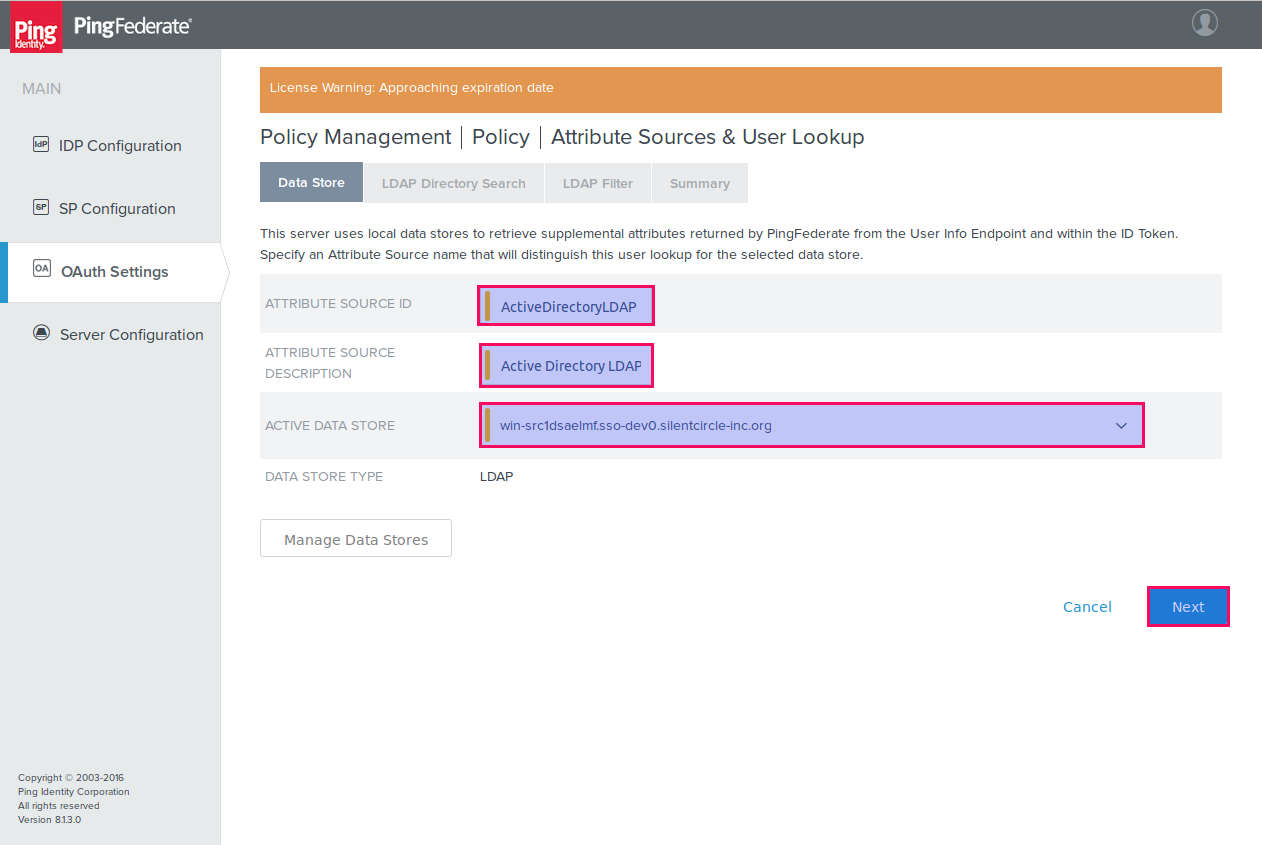 Ping
Identity.
PingFederate®
MAIN
IdP IDP Configuration
SP SP Configuration
OA OAuth Settings
Server Configuration
Copyright © 2003-2016
Ping Identity Corporation
All rights reserved
Version 8.1.3.0
License Warning: Approaching expiration date
Policy Management | Policy | Attribute Sources & User Lookup
Data Store LDAP Directory Search LDAP Filter Summary
This server uses local data stores to retrieve supplemental attributes returned by PingFederate from the User Info Endpoint and within the ID Token.
Specify an Attribute Source name that will distinguish this user lookup for the selected data store.
ATTRIBUTE SOURCE ID ActiveDirectoryLDAP
ATTRIBUTE SOURCE
DESCRIPTION Active Directory LDAP
ACTIVE DATA STORE win-src1dsaelmf.sso-dev0.silentcircle-inc.org
DATA STORE TYPE LDAP
Manage Data Stores
Cancel Next